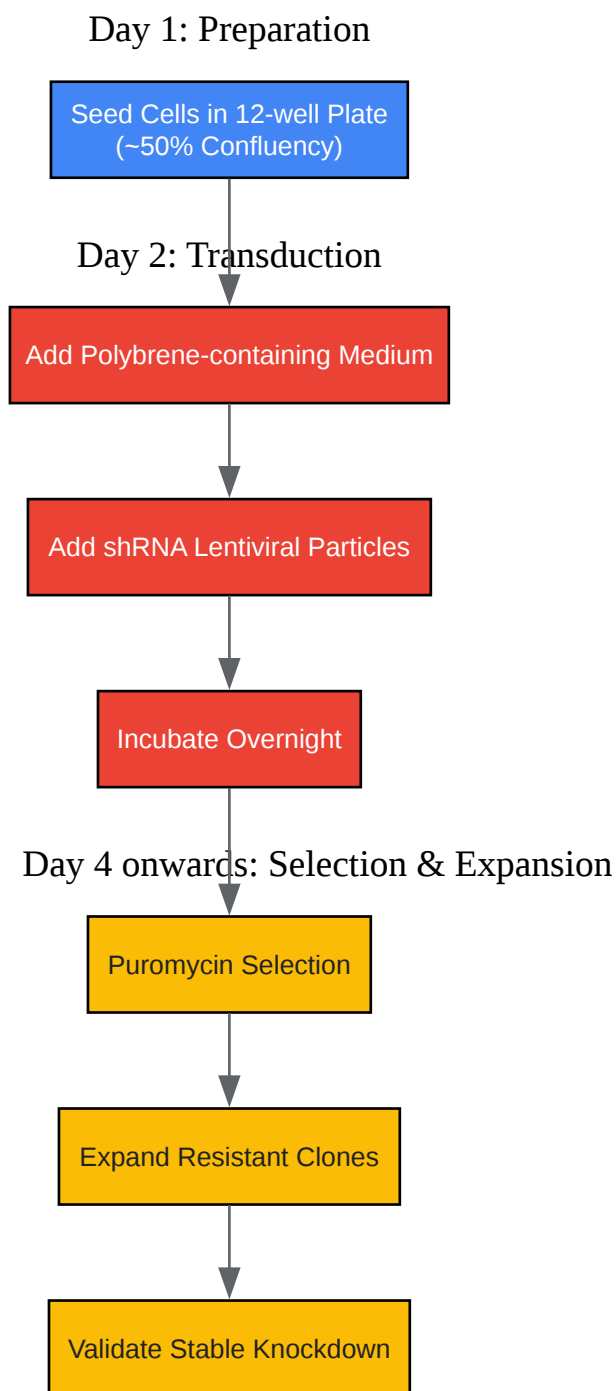 Day 1: Preparation
Seed Cells in 12-well Plate
(~50% Confluency)
Day 2: Transduction
Add Polybrene-containing Medium
Add shRNA Lentiviral Particles
Incubate Overnight
Day 4 onwards: Selection & Expansion
Puromycin Selection
Expand Resistant Clones
Validate Stable Knockdown